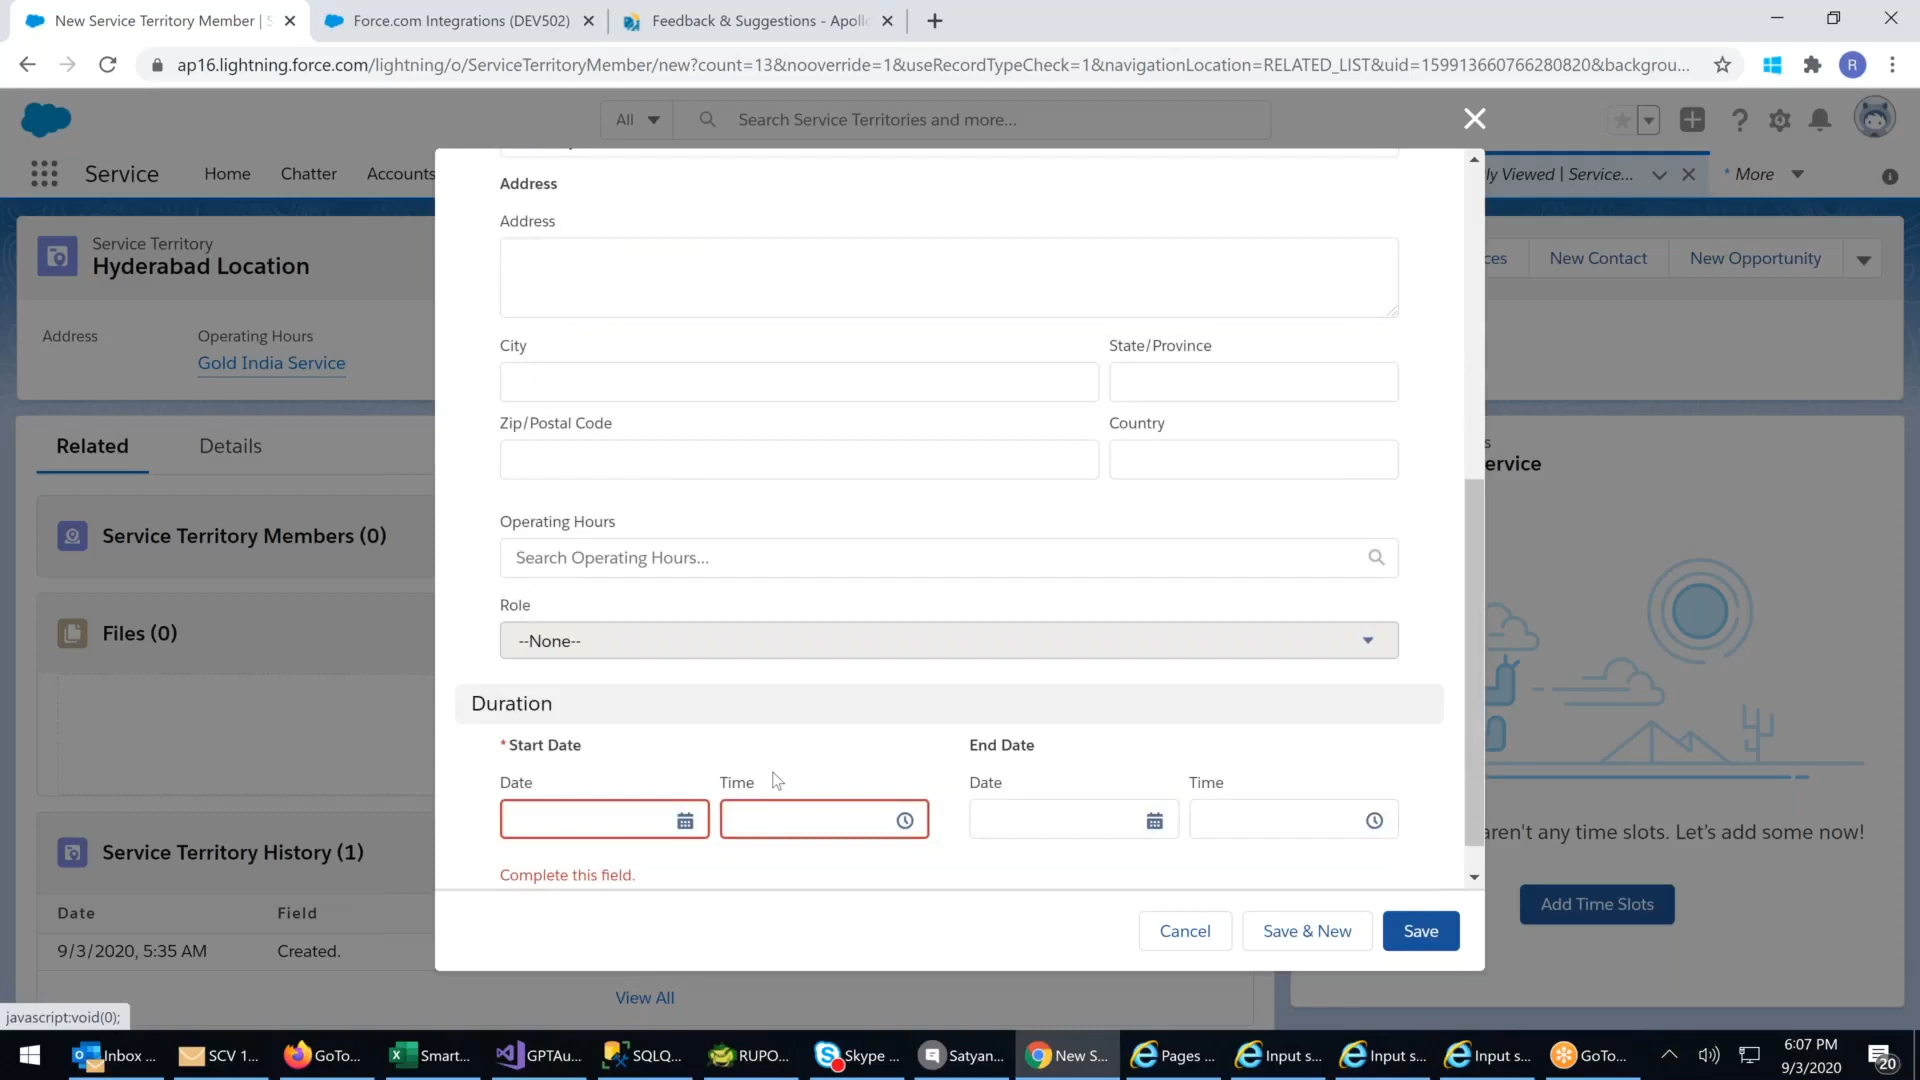 New Service Territory Member | S
Force.com Integrations (DEV502)
Feedback & Suggestions - Apollo
ap16.lightning.force.com/lightning/o/ServiceTerritoryMember/new?count=13&nooverride=1&useRecordTypeCheck=1&navigationLocation=RELATED_LIST&uid=159913660766280820&backgrou...
R
All
Search Service Territories and more...
Service
Home
Chatter
Accounts
ly Viewed | Service...
* More
Service Territory
Hyderabad Location
ces
New Contact
New Opportunity
Address
Operating Hours
Gold India Service
Related
Details
Service Territory Members (0)
Files (0)
Service Territory History (1)
Date
Field
9/3/2020, 5:35 AM
Created.
View All
Address
Address
City
State/Province
Zip/Postal Code
Country
Operating Hours
Search Operating Hours...
Role
--None--
Duration
* Start Date
End Date
Date
Time
Date
Time
Complete this field.
Cancel
Save & New
Save
s
ervice
aren't any time slots. Let's add some now!
Add Time Slots
javascript:void(0);
Inbox ...
SCV 1...
GoTo...
Smart...
GPTAu...
SQLQ...
RUPO...
Skype ...
Satyan...
New S...
Pages ...
Input s...
Input s...
Input s...
GoTo...
6:07 PM
9/3/2020
20